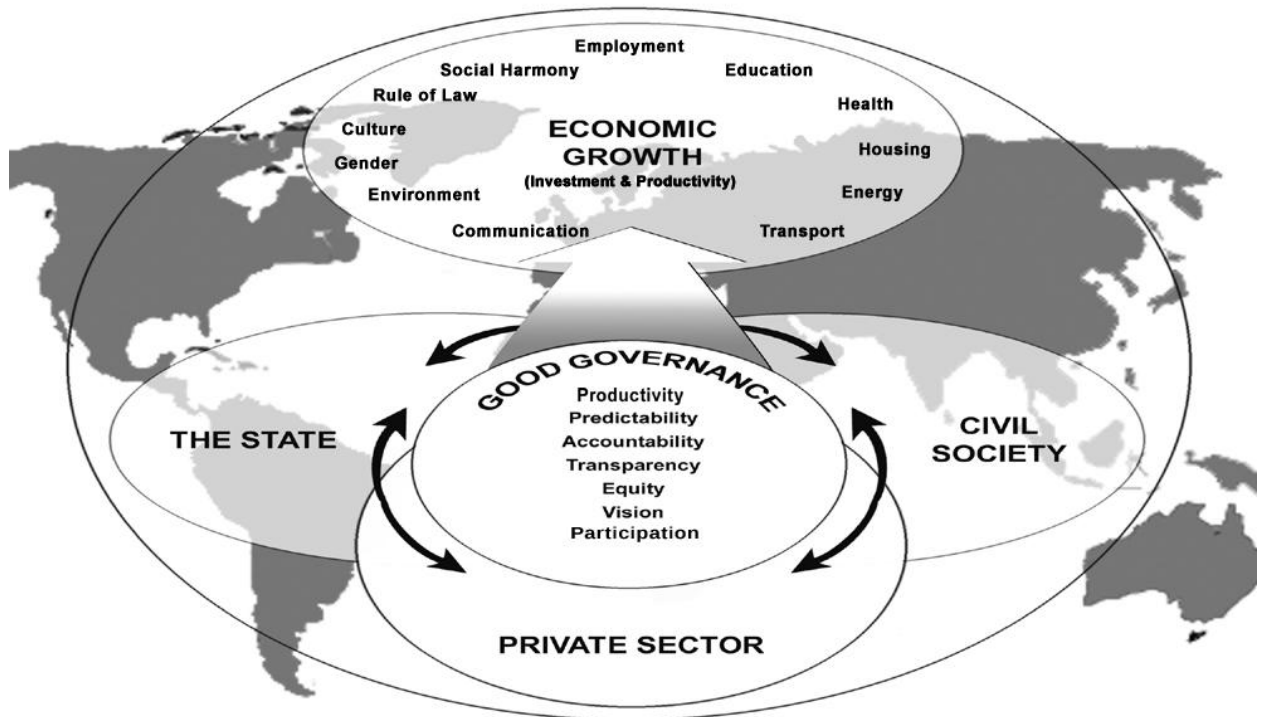 Employment
Social Harmony
Education
Rule of Law
Health
Culture
ECONOMIC
GROWTH
(Investment & Productivity)
Housing
Gender
Environment
Energy
Communication
Transport
GOOD GOVERNANCE
Productivity
Predictability
Accountability
Transparency
Equity
Vision
Participation
THE STATE
CIVIL
SOCIETY
PRIVATE SECTOR